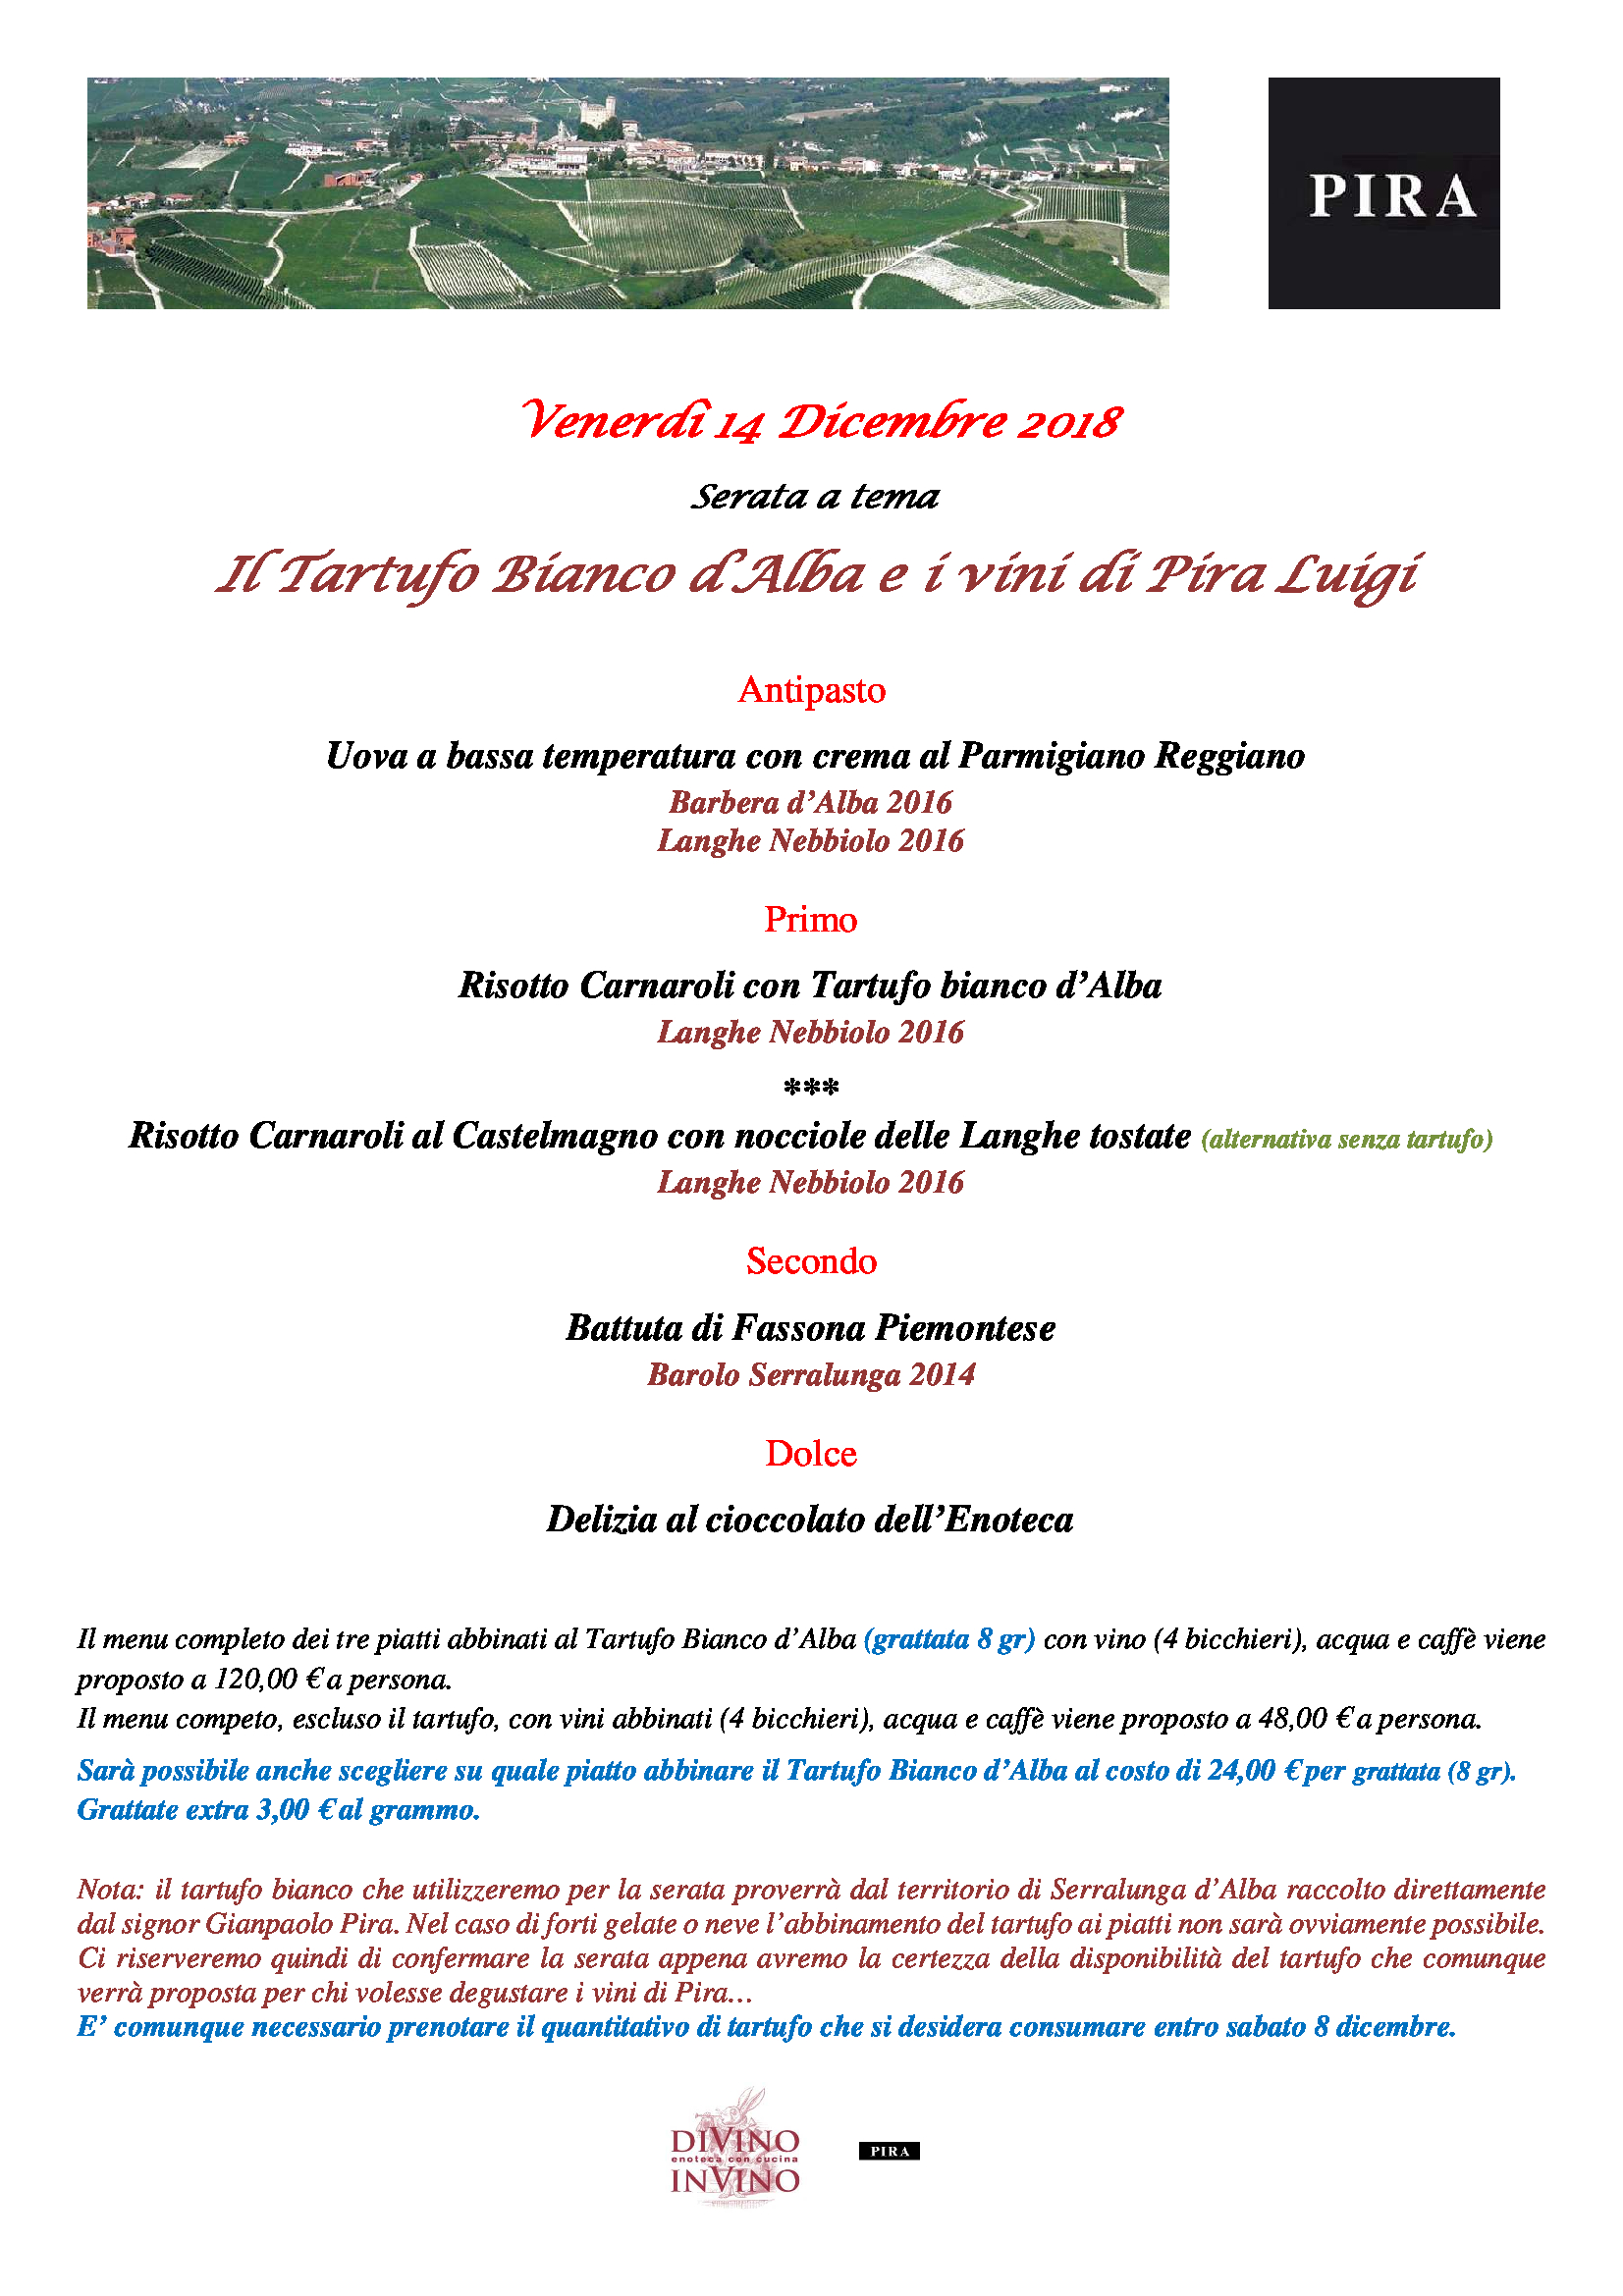 PIRA
Venerdì 14 Dicembre 2018
Serata a tema
Il Tartufo Bianco d'Alba e i vini di Pira Luigi
Antipasto
Uova a bassa temperatura con crema al Parmigiano Reggiano
Barbera d'Alba 2016
Langhe Nebbiolo 2016
Primo
Risotto Carnaroli con Tartufo bianco d'Alba
Langhe Nebbiolo 2016
***
Risotto Carnaroli al Castelmagno con nocciole delle Langhe tostate (alternativa senza tartufo)
Langhe Nebbiolo 2016
Secondo
Battuta di Fassona Piemontese
Barolo Serralunga 2014
Dolce
Delizia al cioccolato dell'Enoteca
Il menu completo dei tre piatti abbinati al Tartufo Bianco d'Alba (grattata 8 gr) con vino (4 bicchieri), acqua e caffè viene
proposto a 120,00 € a persona.
Il menu competo, escluso il tartufo, con vini abbinati (4 bicchieri), acqua e caffè viene proposto a 48,00 € a persona.
Sarà possibile anche scegliere su quale piatto abbinare il Tartufo Bianco d'Alba al costo di 24,00 € per grattata (8 gr).
Grattate extra 3,00 € al grammo.
Nota: il tartufo bianco che utilizzeremo per la serata proverrà dal territorio di Serralunga d'Alba raccolto direttamente
dal signor Gianpaolo Pira. Nel caso di forti gelate o neve l'abbinamento del tartufo ai piatti non sarà ovviamente possibile.
Ci riserveremo quindi di confermare la serata appena avremo la certezza della disponibilità del tartufo che comunque
verrà proposta per chi volesse degustare i vini di Pira…
E' comunque necessario prenotare il quantitativo di tartufo che si desidera consumare entro sabato 8 dicembre.
DIVINO
enoteca con cucina
INVINO
PIRA